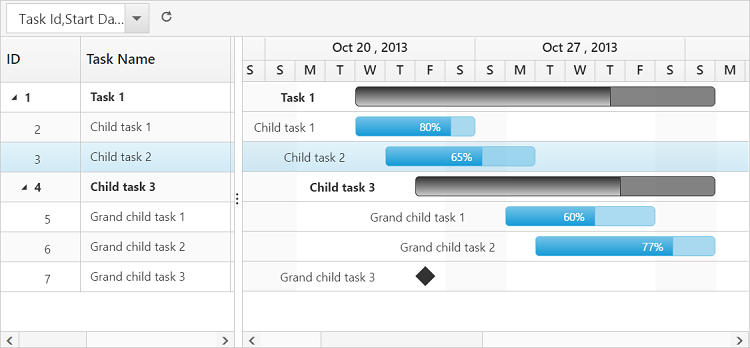 Task Id,Start Da...
Oct 20 , 2013 Oct 27 , 2013
ID Task Name
S S M T W T F S S M T W T F S S M
1 Task 1 Task 1
2 Child task 1 Child task 1 80%
3 Child task 2 Child task 2 65%
4 Child task 3 Child task 3
5 Grand child task 1 Grand child task 1 60%
6 Grand child task 2 Grand child task 2 77%
7 Grand child task 3 Grand child task 3